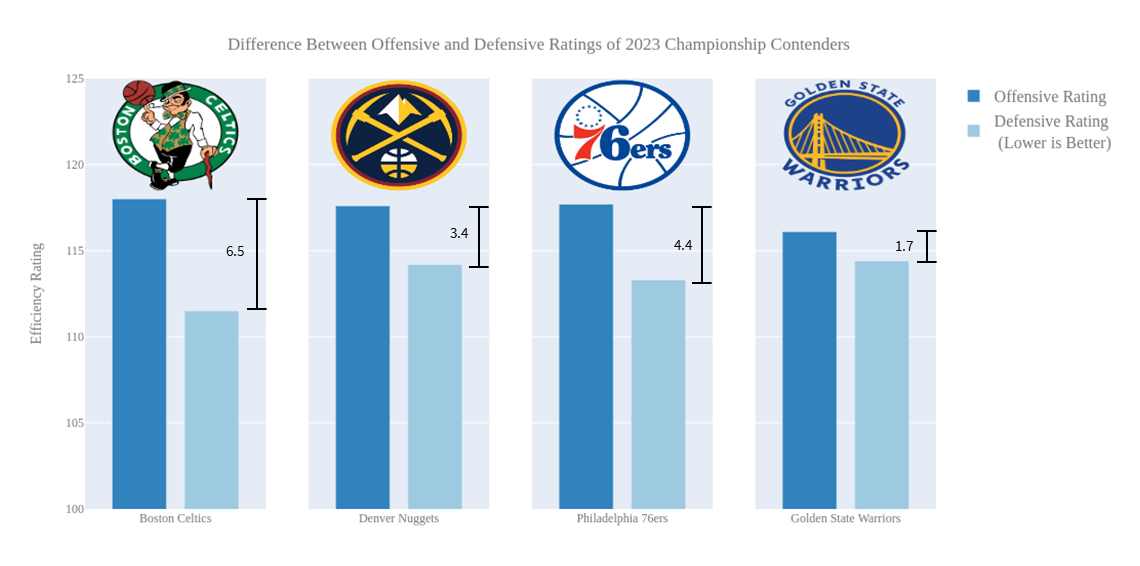 Difference Between Offensive and Defensive Ratings of 2023 Championship Contenders
125
120
115
110
105
100
Efficiency Rating
BOSTON CELTICS
76ers
GOLDEN STATE
WARRIORS
6.5
3.4
4.4
1.7
Boston Celtics
Denver Nuggets
Philadelphia 76ers
Golden State Warriors
Offensive Rating
Defensive Rating
(Lower is Better)